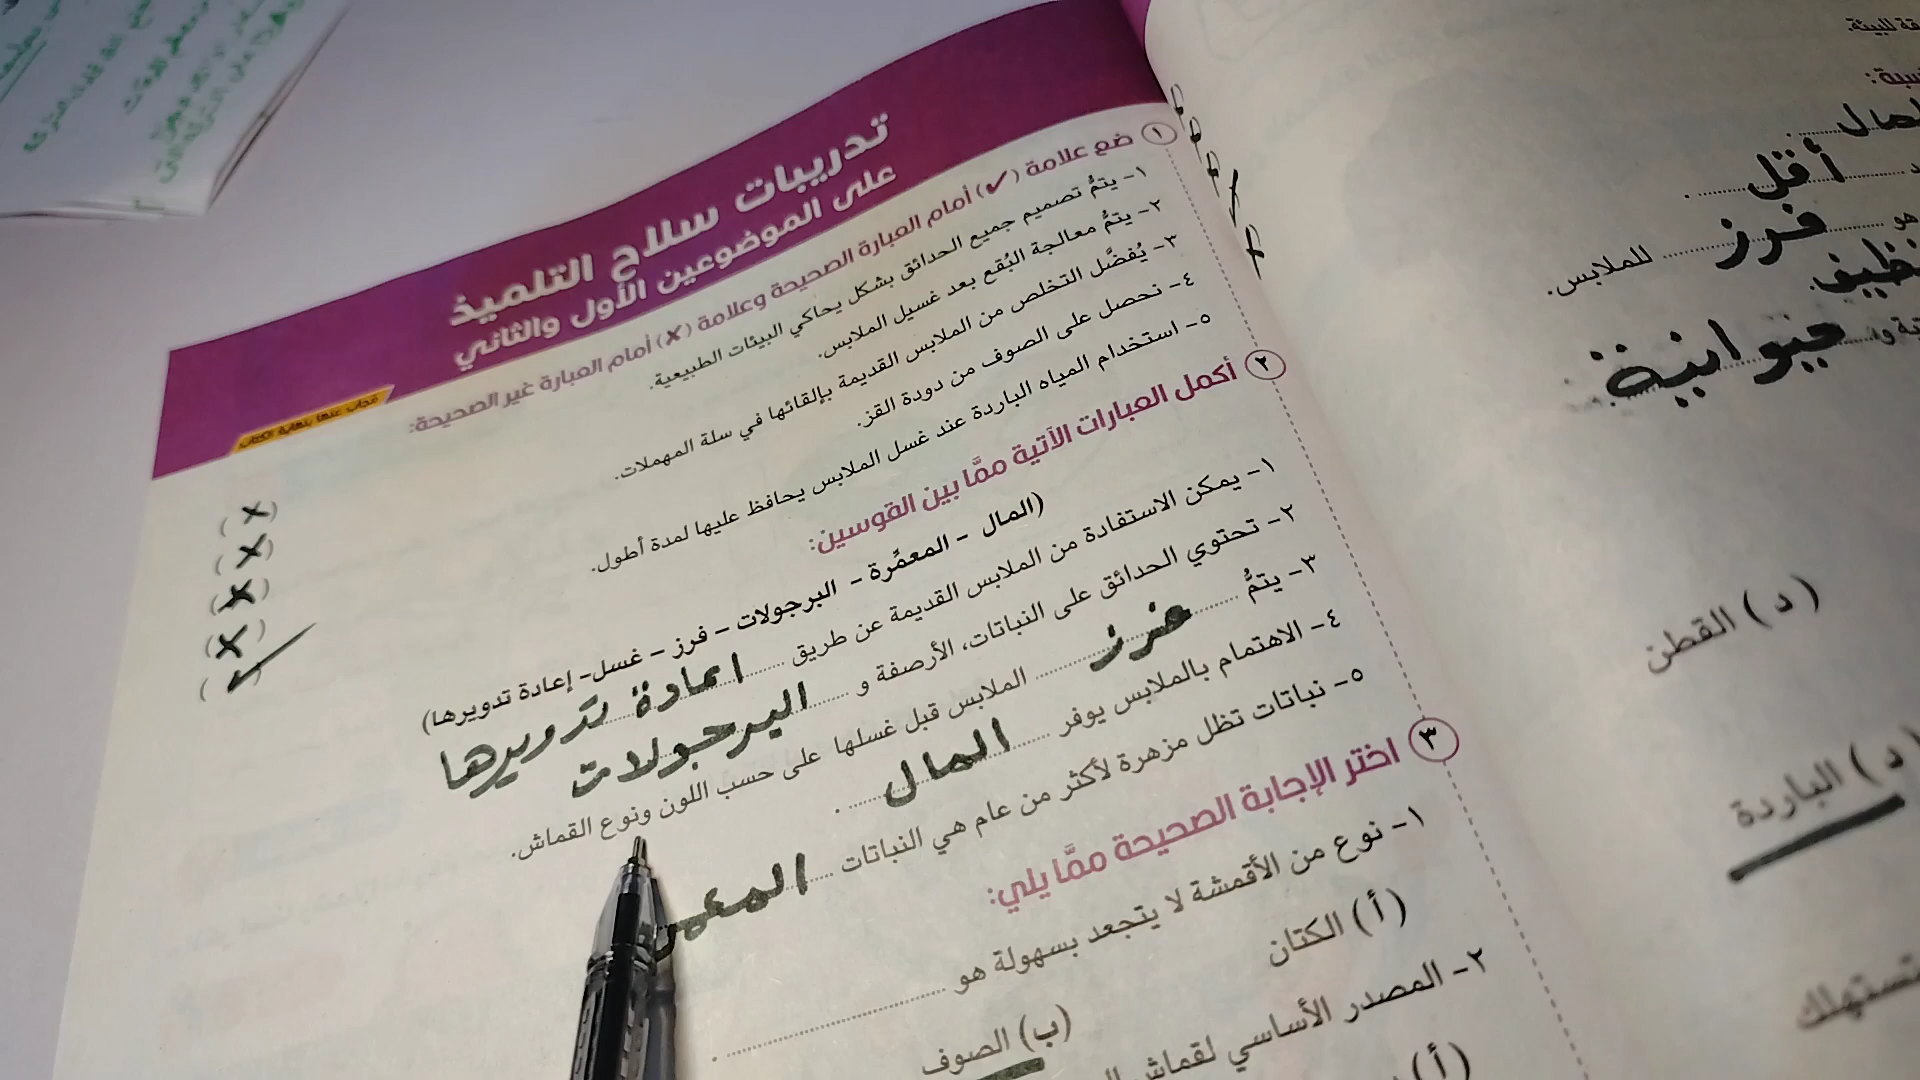 تدريبات سلاح التلميذ
على الموضوعين الأول والثاني
مجاب عنها بنهاية الكتاب
١ ضع علامة (✓) أمام العبارة الصحيحة وعلامة (✗) أمام العبارة غير الصحيحة:
١- يتمُّ تصميم جميع الحدائق بشكل يحاكي البيئات الطبيعية. (✗)
٢- يتمُّ معالجة البُقع بعد غسيل الملابس. (✗)
٣- يُفضَّل التخلص من الملابس القديمة بإلقائها في سلة المهملات. (✗)
٤- نحصل على الصوف من دودة القز. (✗)
٥- استخدام المياه الباردة عند غسل الملابس يحافظ عليها لمدة أطول. (✓)
٢ أكمل العبارات الآتية ممَّا بين القوسين:
(المال - المعمِّرة - البرجولات - فرز - غسل - إعادة تدويرها)
١- يمكن الاستفادة من الملابس القديمة عن طريق اعادة تدويرها
٢- تحتوي الحدائق على النباتات، الأرصفة و البرجولات
٣- يتمُّ فرز الملابس قبل غسلها على حسب اللون ونوع القماش.
٤- الاهتمام بالملابس يوفر المال .
٥- نباتات تظل مزهرة لأكثر من عام هي النباتات
٣ اختر الإجابة الصحيحة ممَّا يلي:
١- نوع من الأقمشة لا يتجعد بسهولة هو .
(أ) الكتان
(ب) الصوف
٢- المصدر الأساسي لقماش
(أ)
أقل .
هو فرز للملابس.
حيوانية
(د) القطن
(د) الباردة